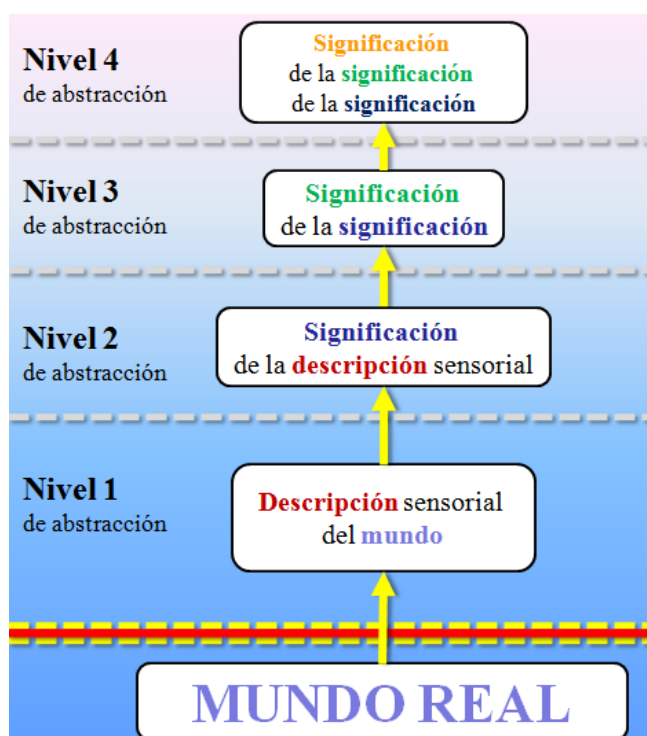 Nivel 4
de abstracción
Significación
de la significación
de la significación
Nivel 3
de abstracción
Significación
de la significación
Nivel 2
de abstracción
Significación
de la descripción sensorial
Nivel 1
de abstracción
Descripción sensorial
del mundo
MUNDO REAL